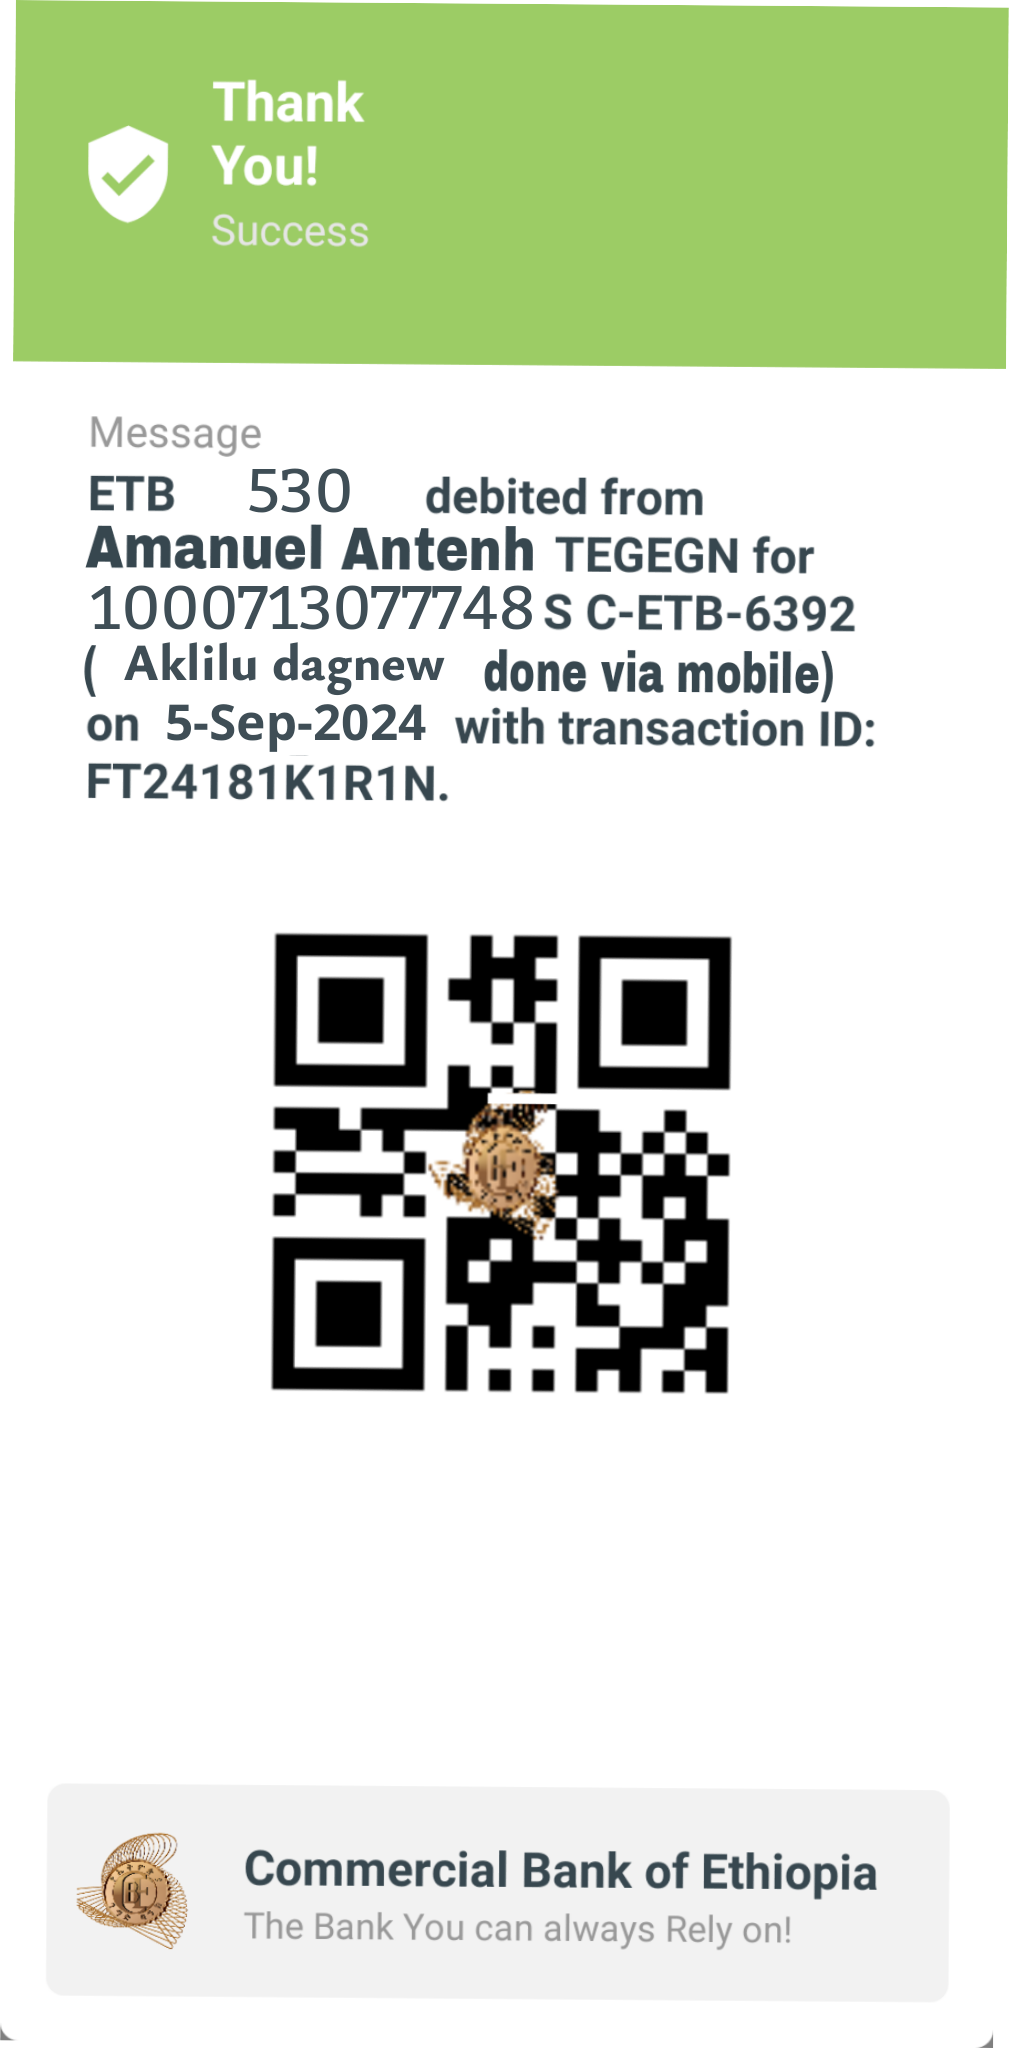 Thank
You!
Success
Message
ETB 530 debited from
Amanuel Antenh TEGEGN for
1000713077748 S C-ETB-6392
( Aklilu dagnew done via mobile)
on 5-Sep-2024 with transaction ID:
FT24181K1R1N.
Commercial Bank of Ethiopia
The Bank You can always Rely on!